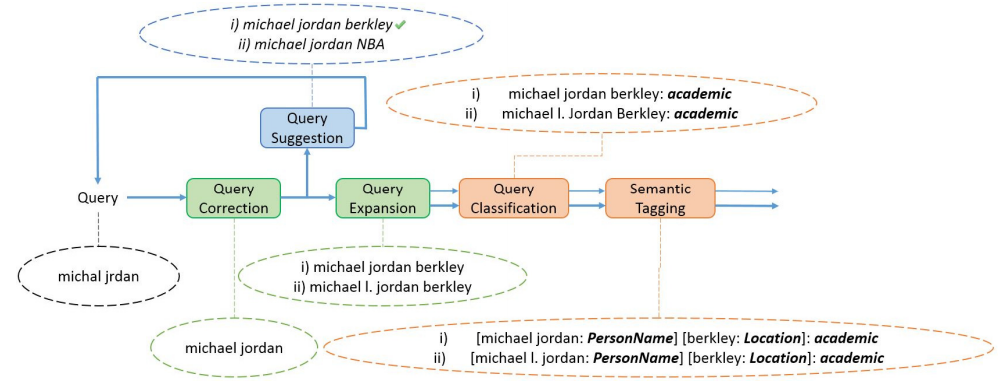 i) michael jordan berkley
ii) michael jordan NBA
i) michael jordan berkley: academic
ii) michael l. Jordan Berkley: academic
Query
Suggestion
Query
Query
Correction
Query
Expansion
Query
Classification
Semantic
Tagging
michal jrdan
i) michael jordan berkley
ii) michael l. jordan berkley
michael jordan
i) [michael jordan: PersonName] [berkley: Location]: academic
ii) [michael l. jordan: PersonName] [berkley: Location]: academic